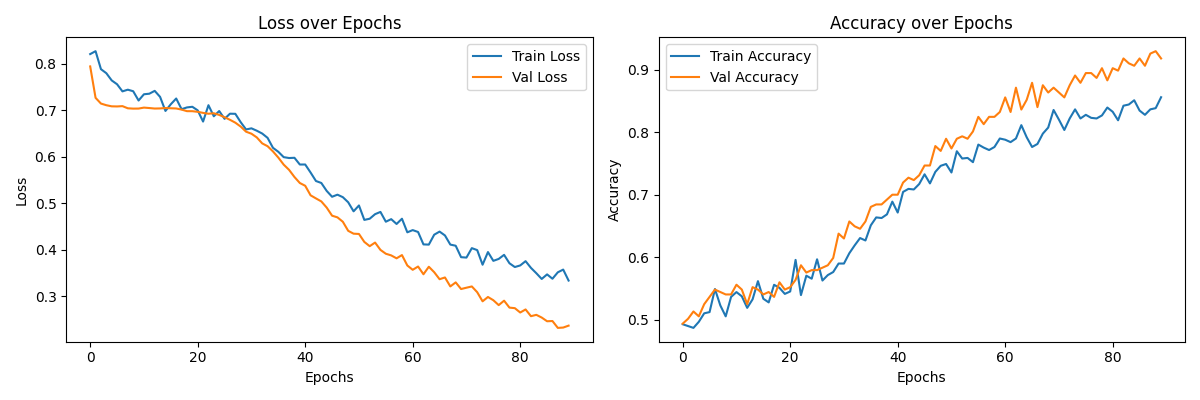 Loss over Epochs
Train Loss
Val Loss
0.8
0.7
0.6
0.5
0.4
0.3
Loss
0
20
40
60
80
Epochs
Accuracy over Epochs
Train Accuracy
Val Accuracy
0.9
0.8
0.7
0.6
0.5
Accuracy
0
20
40
60
80
Epochs